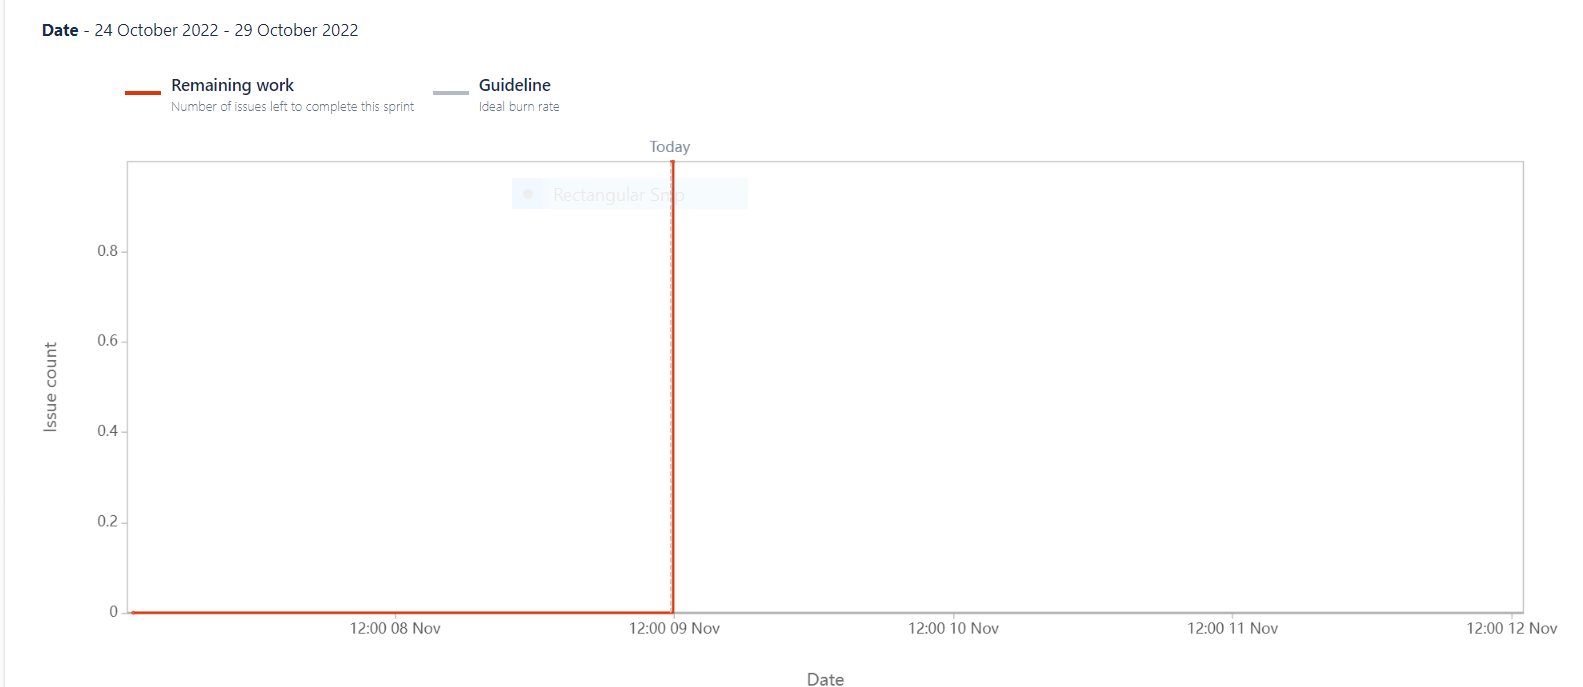 Date - 24 October 2022 - 29 October 2022
Remaining work
Number of issues left to complete this sprint
Guideline
Ideal burn rate
Today
Rectangular Snip
0.8
0.6
0.4
0.2
0
Issue count
12:00 08 Nov
12:00 09 Nov
12:00 10 Nov
12:00 11 Nov
12:00 12 Nov
Date